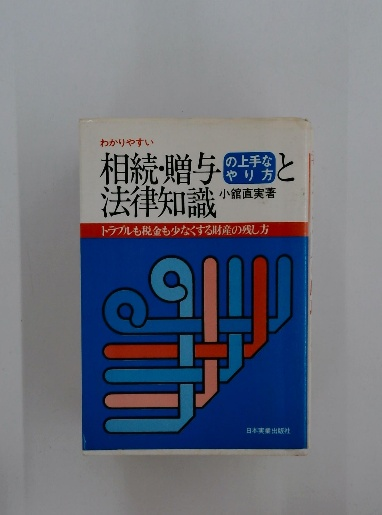 わかりやすい
相続・贈与の上手なやり方と
法律知識 小舘直実著
トラブルも税金も少なくする財産の残し方
日本実業出版社